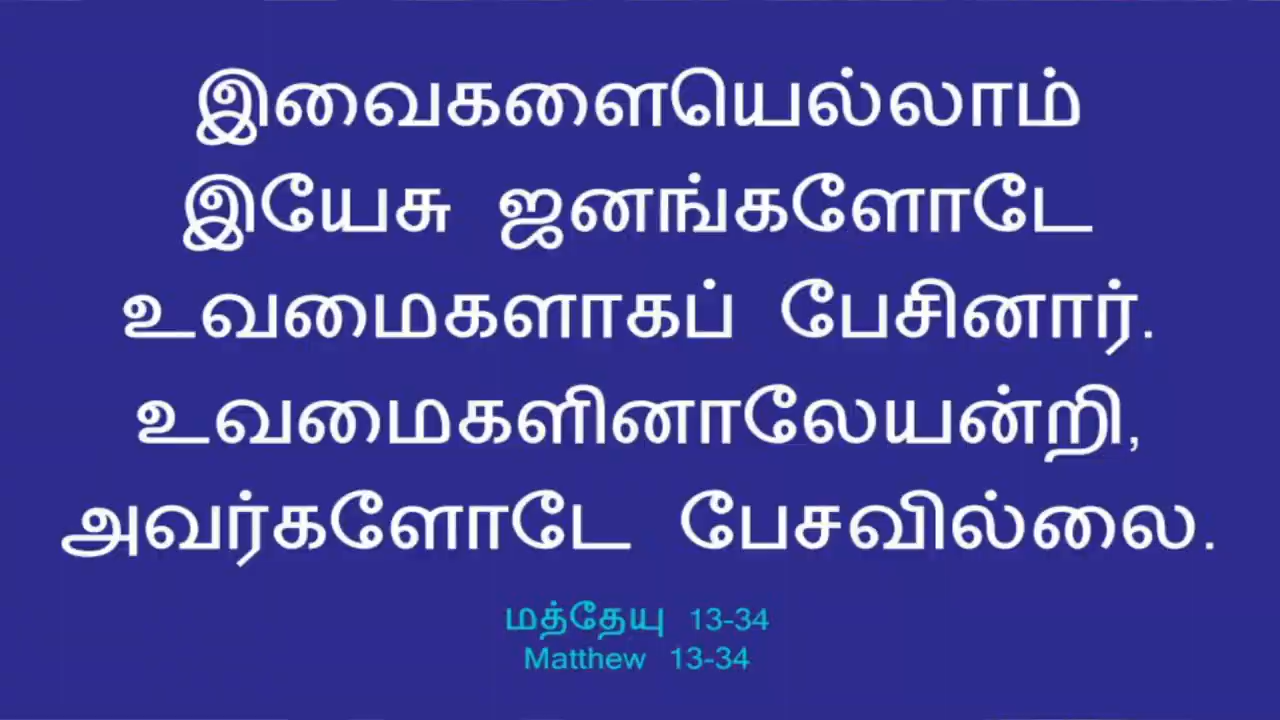 இவைகளையெல்லாம்
இயேசு ஜனங்களோடே
உவமைகளாகப் பேசினார்.
உவமைகளினாலேயன்றி,
அவர்களோடே பேசவில்லை.
மத்தேயு 13-34
Matthew 13-34